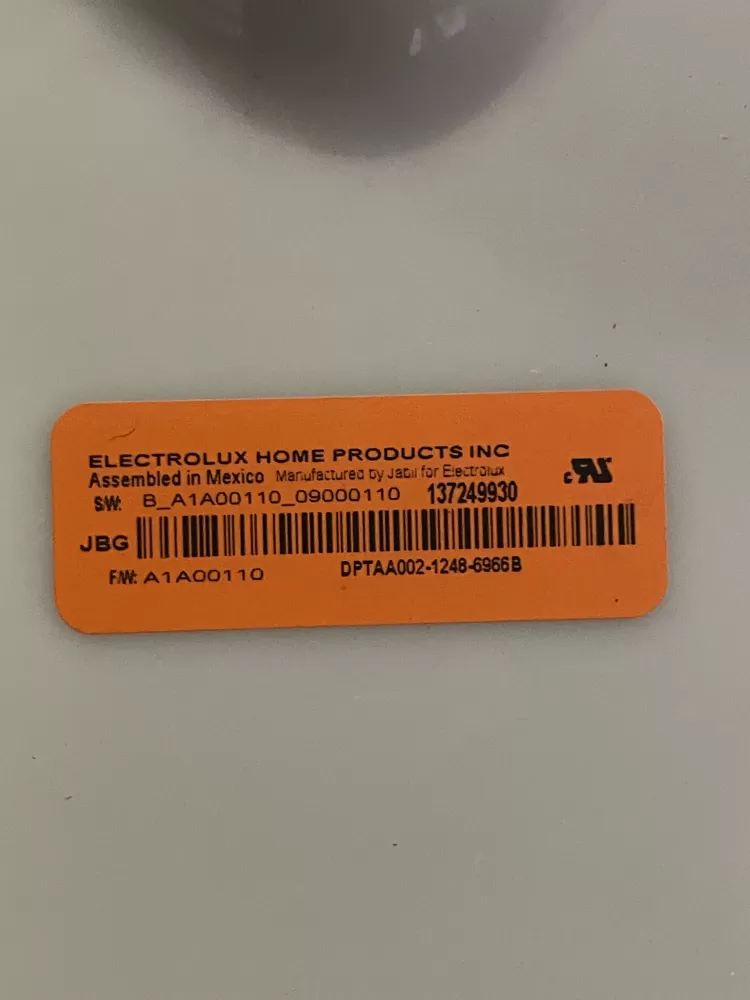 ELECTROLUX HOME PRODUCTS INC
Assembled in Mexico Manufactured by Jabil for Electrolux
SW: B_A1A00110_09000110 137249930
c RU
JBG
F/W: A1A00110 DPTAA002-1248-6966B